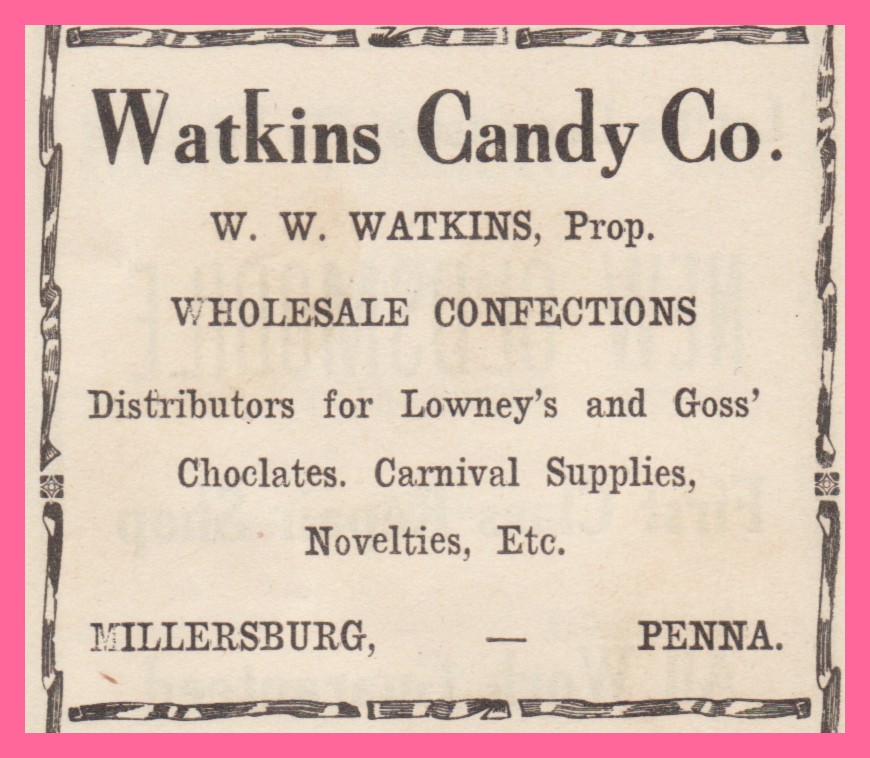 Watkins Candy Co.
W. W. WATKINS, Prop.
WHOLESALE CONFECTIONS
Distributors for Lowney's and Goss'
Choclates. Carnival Supplies,
Novelties, Etc.
MILLERSBURG, — PENNA.